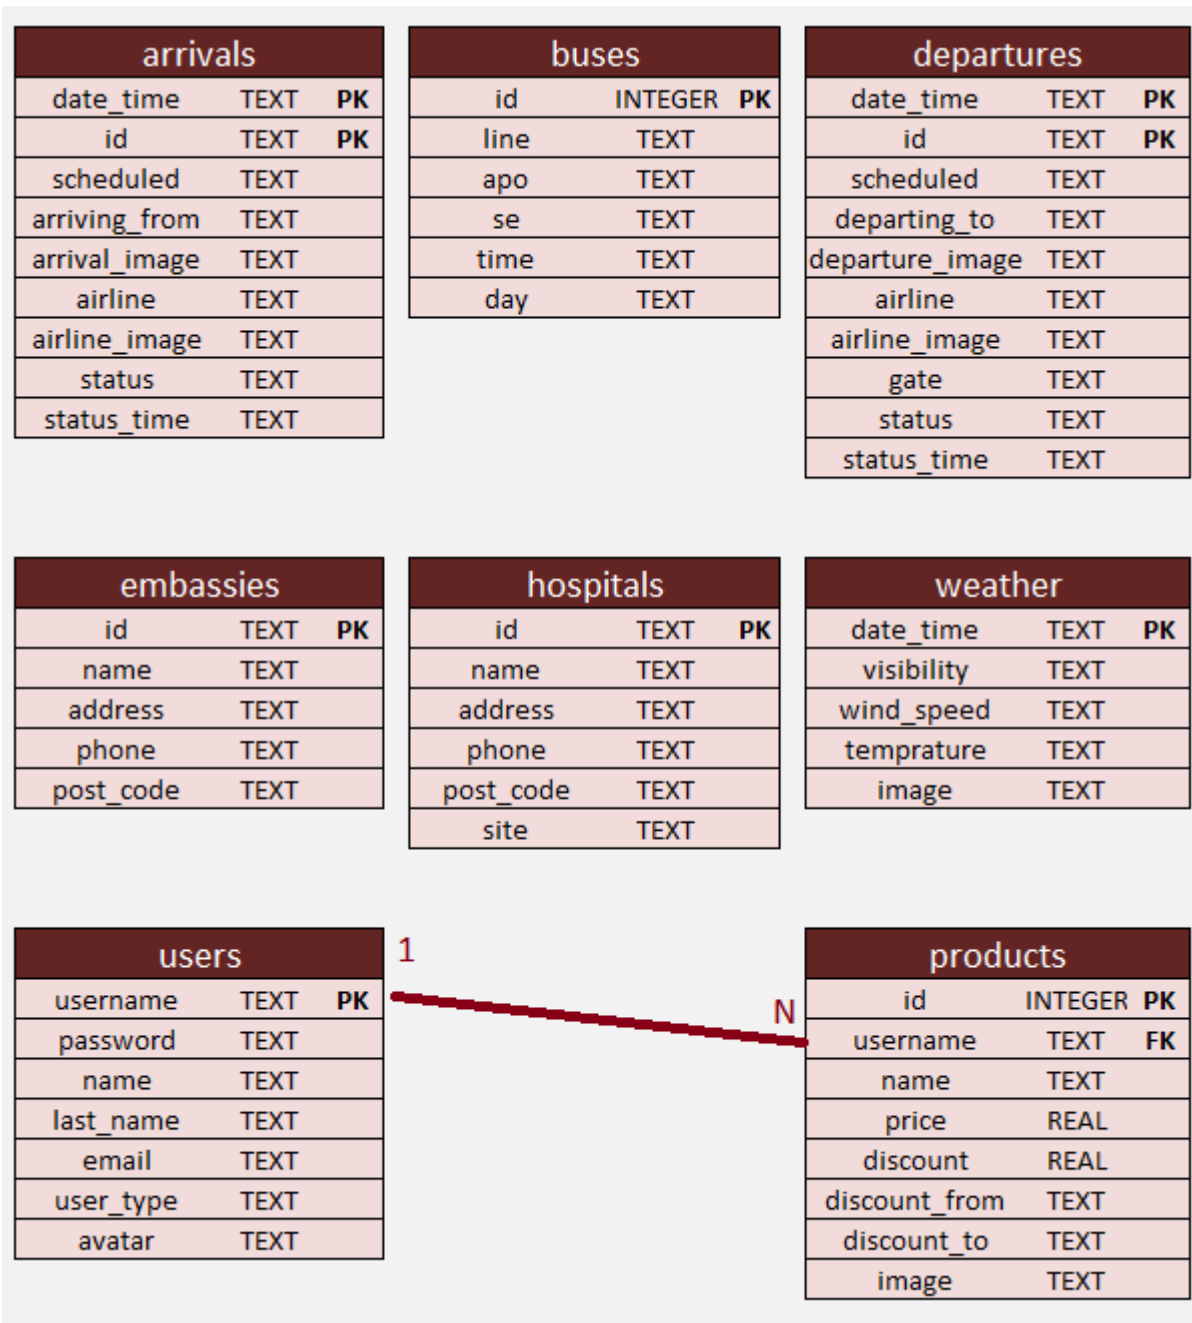 arrivals
date_time TEXT PK
id TEXT PK
scheduled TEXT
arriving_from TEXT
arrival_image TEXT
airline TEXT
airline_image TEXT
status TEXT
status_time TEXT
buses
id INTEGER PK
line TEXT
apo TEXT
se TEXT
time TEXT
day TEXT
departures
date_time TEXT PK
id TEXT PK
scheduled TEXT
departing_to TEXT
departure_image TEXT
airline TEXT
airline_image TEXT
gate TEXT
status TEXT
status_time TEXT
embassies
id TEXT PK
name TEXT
address TEXT
phone TEXT
post_code TEXT
hospitals
id TEXT PK
name TEXT
address TEXT
phone TEXT
post_code TEXT
site TEXT
weather
date_time TEXT PK
visibility TEXT
wind_speed TEXT
temprature TEXT
image TEXT
users
username TEXT PK
password TEXT
name TEXT
last_name TEXT
email TEXT
user_type TEXT
avatar TEXT
1
N
products
id INTEGER PK
username TEXT FK
name TEXT
price REAL
discount REAL
discount_from TEXT
discount_to TEXT
image TEXT